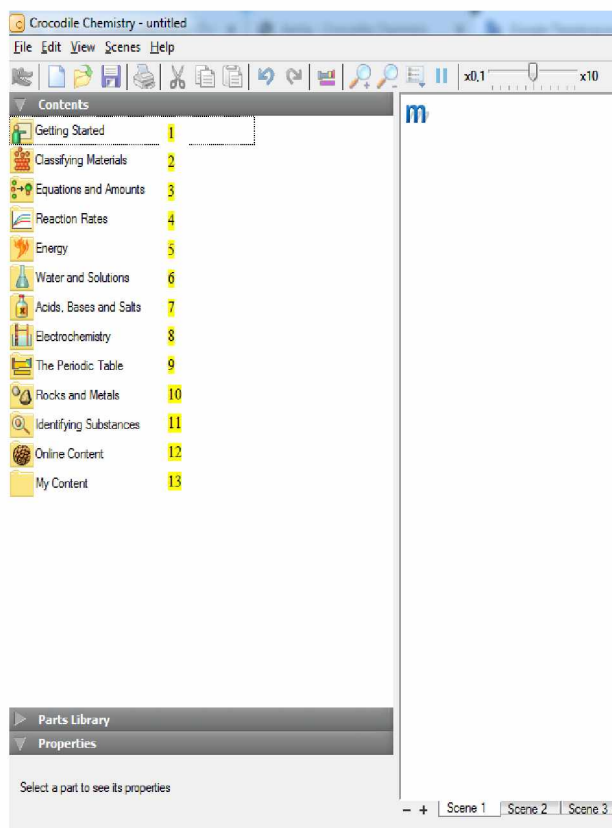 Crocodile Chemistry - untitled
File Edit View Scenes Help
x0.1 x10
Contents
m
Getting Started 1
Classifying Materials 2
Equations and Amounts 3
Reaction Rates 4
Energy 5
Water and Solutions 6
Acids, Bases and Salts 7
Electrochemistry 8
The Periodic Table 9
Rocks and Metals 10
Identifying Substances 11
Online Content 12
My Content 13
Parts Library
Properties
Select a part to see its properties
- + Scene 1 Scene 2 Scene 3